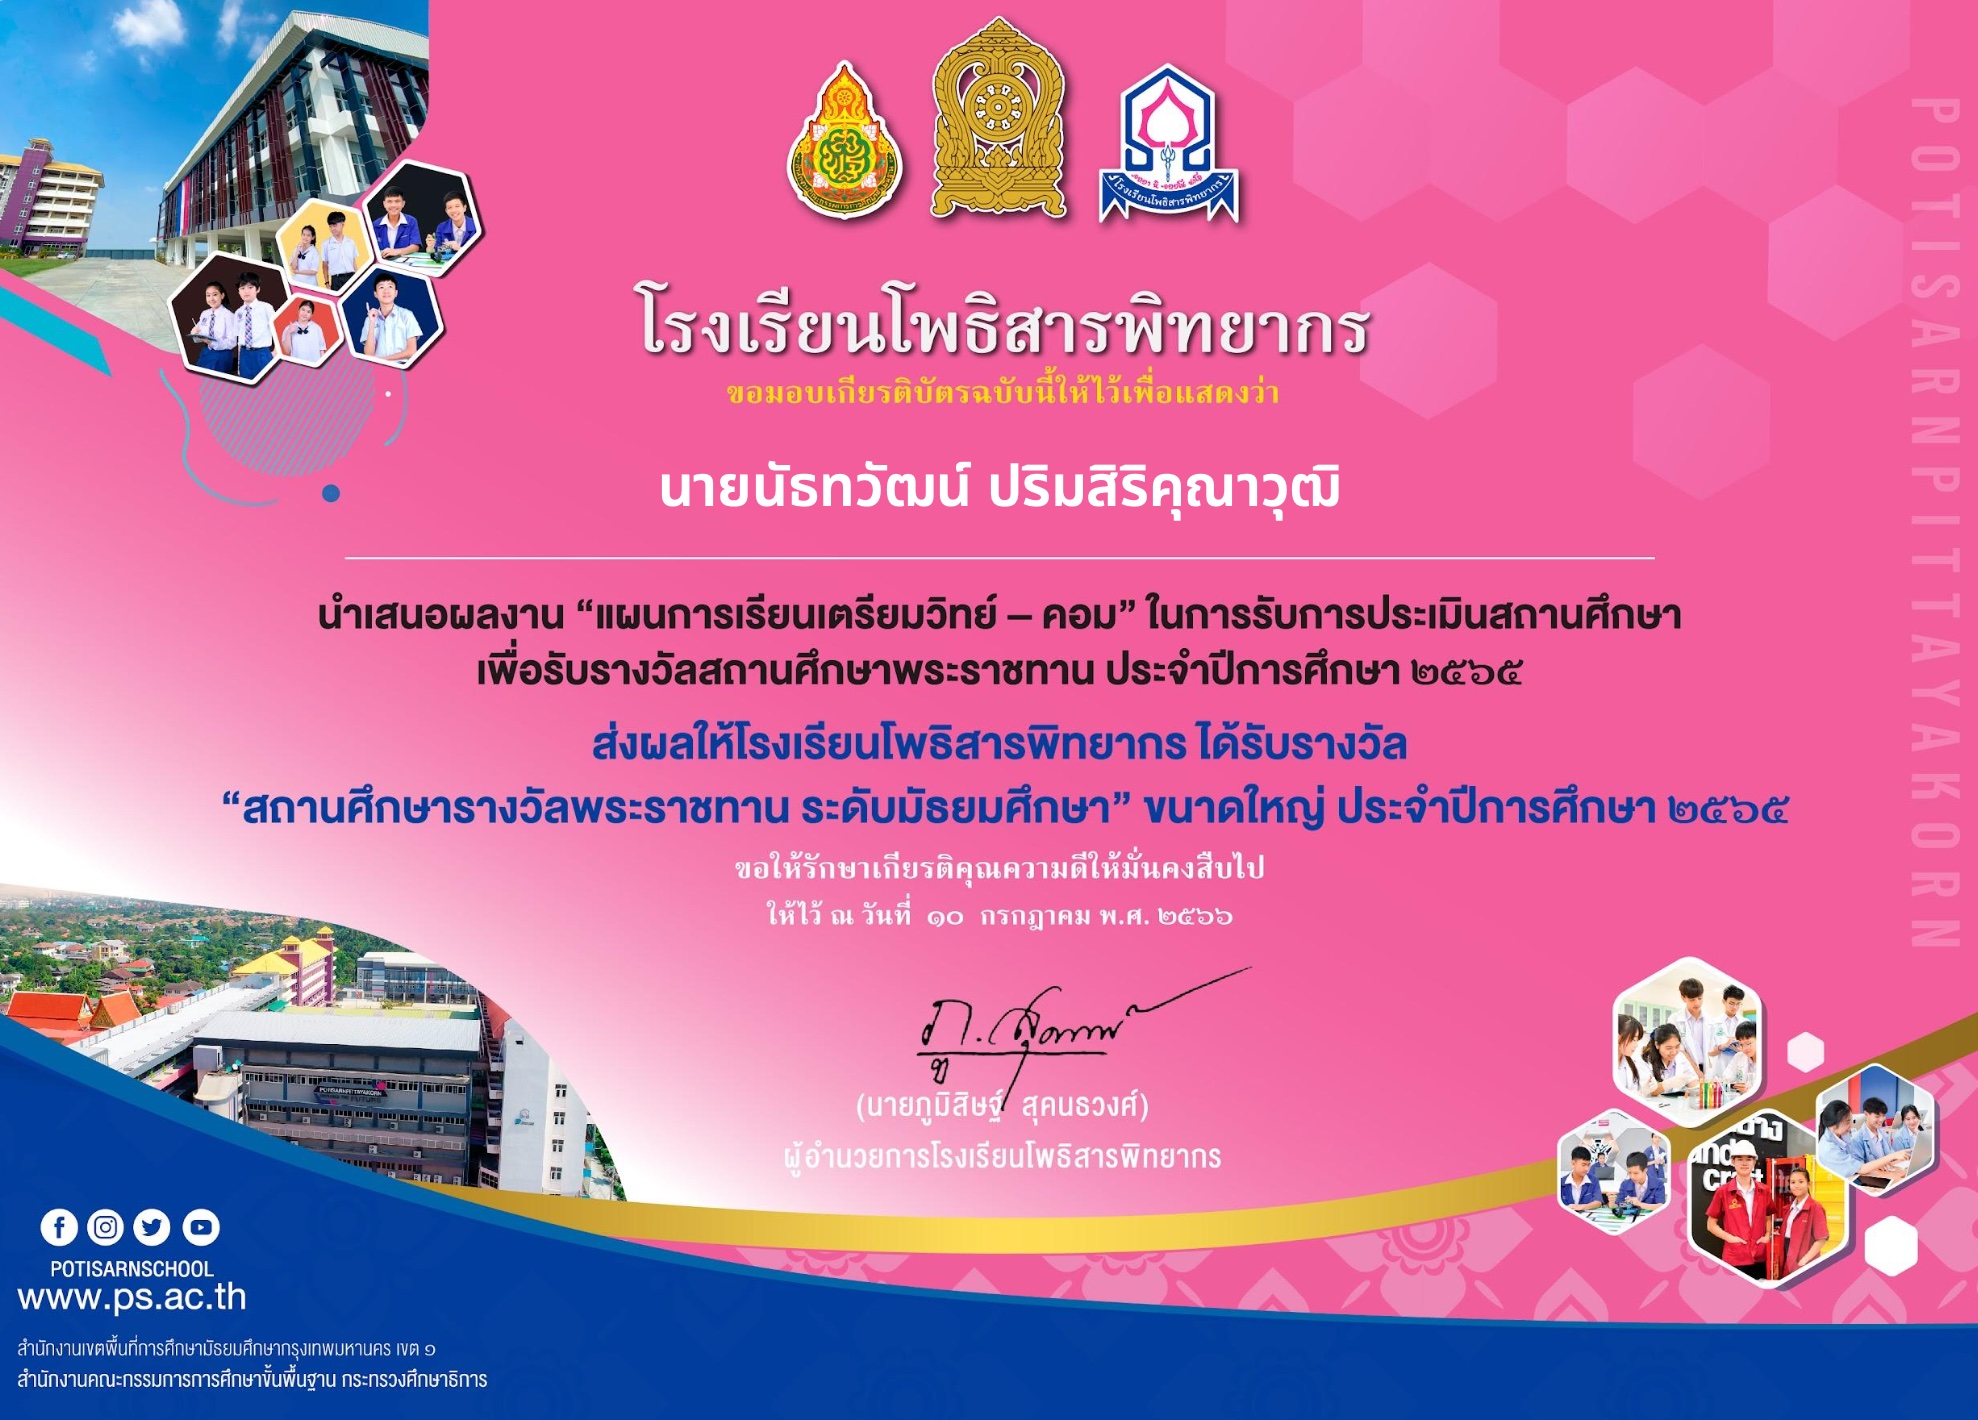 โรงเรียนโพธิสารพิทยากร
โรงเรียนโพธิสารพิทยากร
ขอมอบเกียรติบัตรฉบับนี้ให้ไว้เพื่อแสดงว่า
นายนัธทวัฒน์ ปริมสิริคุณาวุฒิ
นำเสนอผลงาน “แผนการเรียนเตรียมวิทย์ – คอม” ในการรับการประเมินสถานศึกษา
เพื่อรับรางวัลสถานศึกษาพระราชทาน ประจำปีการศึกษา ๒๕๖๕
ส่งผลให้โรงเรียนโพธิสารพิทยากร ได้รับรางวัล
“สถานศึกษารางวัลพระราชทาน ระดับมัธยมศึกษา” ขนาดใหญ่ ประจำปีการศึกษา ๒๕๖๕
ขอให้รักษาเกียรติคุณความดีให้มั่นคงสืบไป
ให้ไว้ ณ วันที่ ๑๐ กรกฎาคม พ.ศ. ๒๕๖๖
(นายภูมิสิษฐ์ สุคนธวงศ์)
ผู้อำนวยการโรงเรียนโพธิสารพิทยากร
POTISARNPITTAYAKORN
POTISARNPITTAYAKORN
POTISARNSCHOOL
www.ps.ac.th
สำนักงานเขตพื้นที่การศึกษามัธยมศึกษากรุงเทพมหานคร เขต ๑
สำนักงานคณะกรรมการการศึกษาขั้นพื้นฐาน กระทรวงศึกษาธิการ